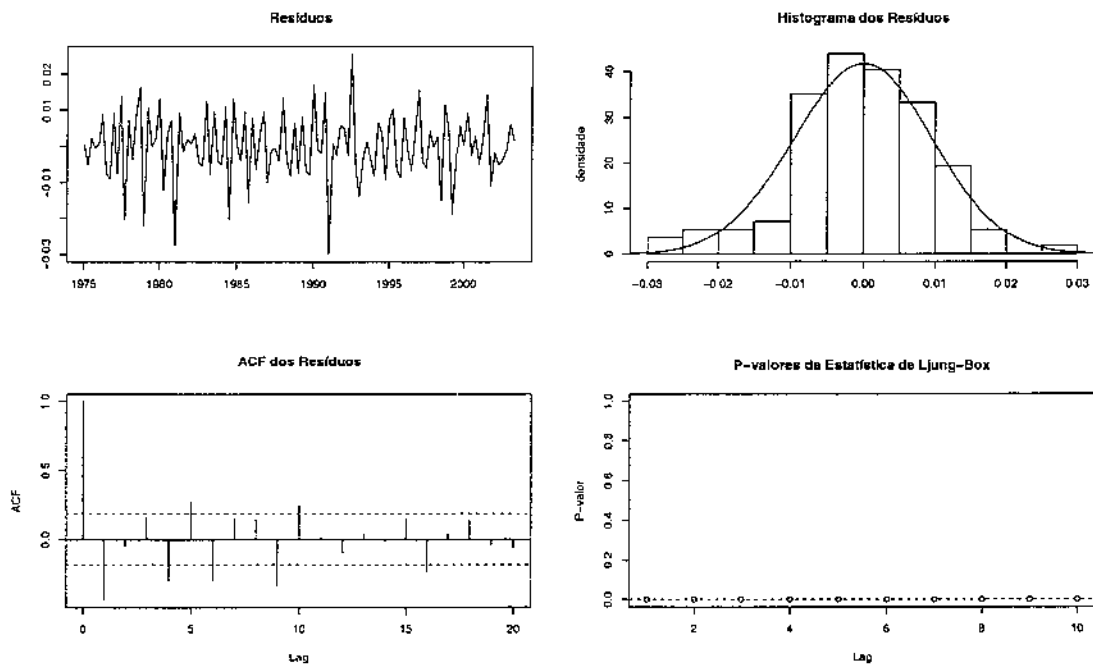 Resíduos
0.02
0.01
-0.01
-0.03
1975 1980 1985 1990 1995 2000
Histograma dos Resíduos
densidade
40
30
20
10
0
-0.03 -0.02 -0.01 0.00 0.01 0.02 0.03
ACF dos Resíduos
ACF
1.0
0.5
0.0
0 5 10 15 20
Lag
P-valores da Estatística de Ljung-Box
P-valor
1.0
0.8
0.6
0.4
0.2
0.0
2 4 6 8 10
Lag